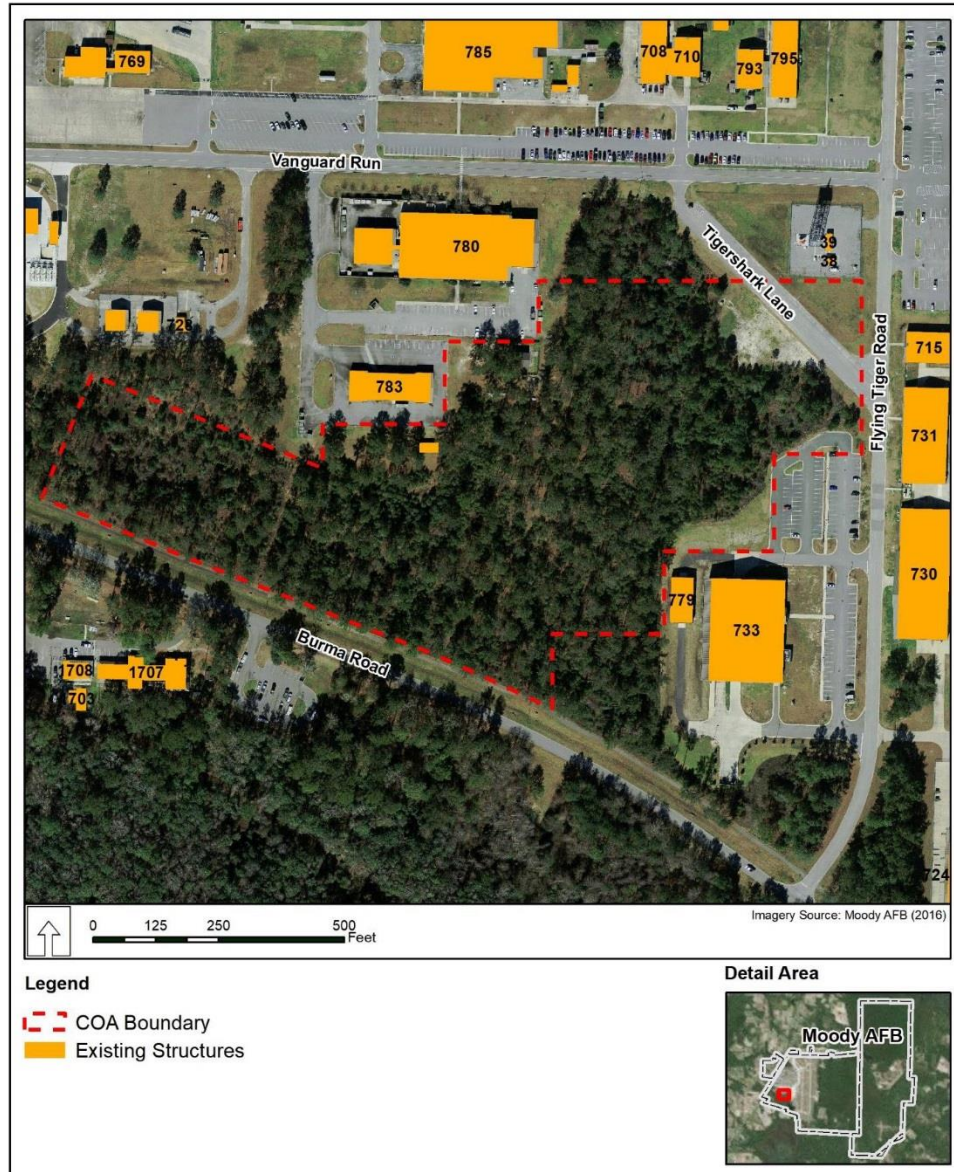 785
708
710
769
793
795
Vanguard Run
780
39
38
Tigershark Lane
2
715
783
Flying Tiger Road
731
730
779
733
Burma Road
1708
1707
703
724
Imagery Source: Moody AFB (2016)
0 125 250 500
Feet
Legend
COA Boundary
Existing Structures
Detail Area
Moody AFB